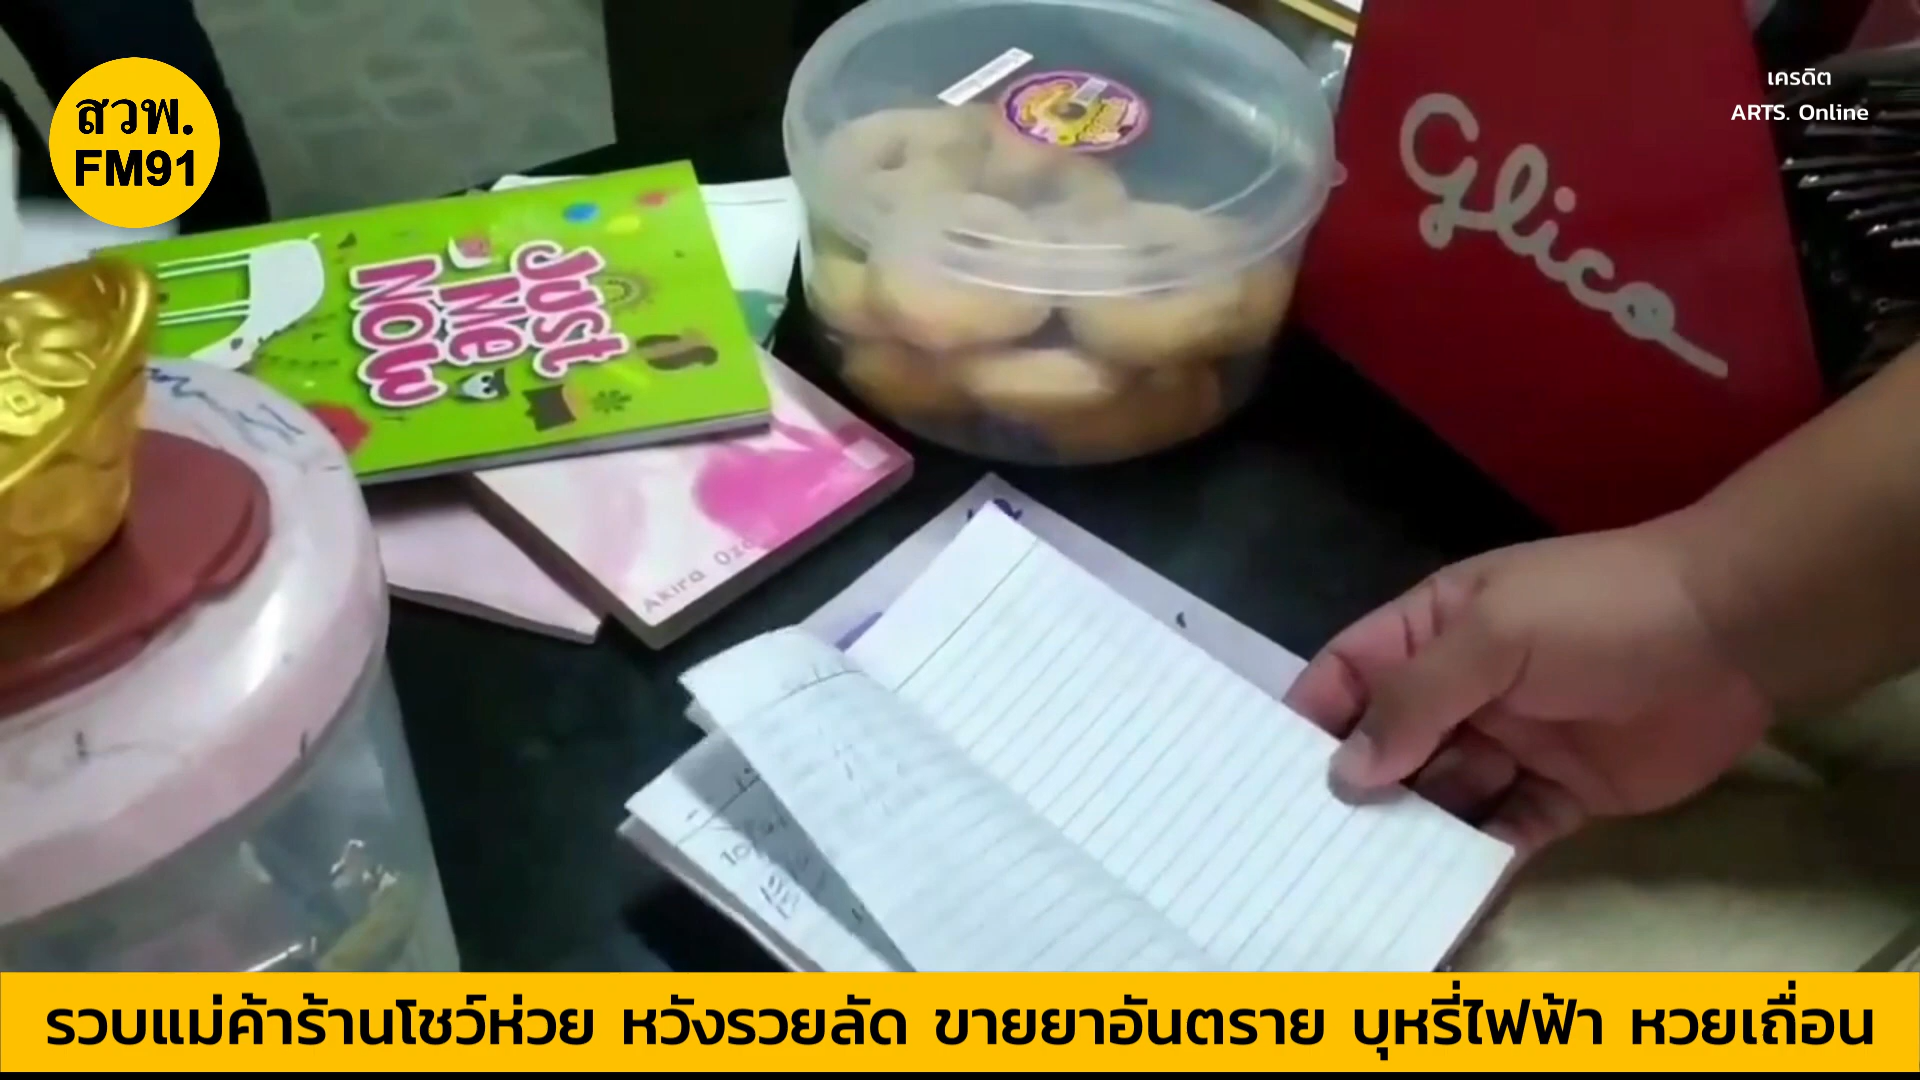 สวพ.
FM91
เครดิต
ARTS. Online
Glico
Just
Me
Now
Akira
รวบแม่ค้าร้านโชว์ห่วย หวังรวยลัด ขายยาอันตราย บุหรี่ไฟฟ้า หวยเถื่อน